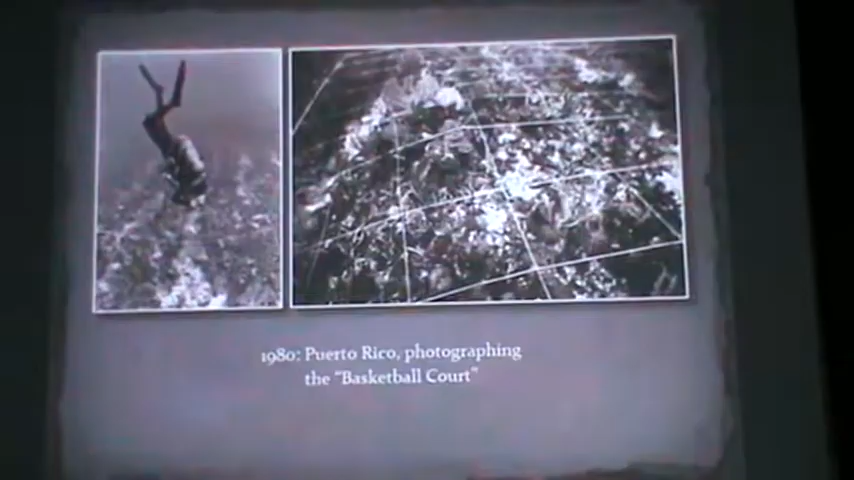 1980: Puerto Rico, photographing
the “Basketball Court”